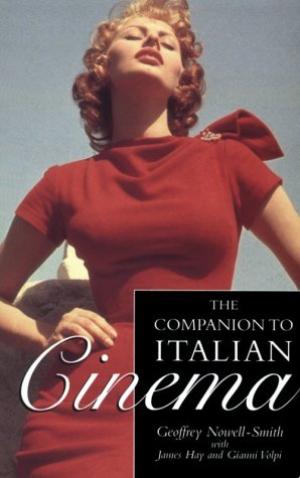 THE
COMPANION TO
ITALIAN
Cinema
Geoffrey Nowell-Smith
with
James Hay and Gianni Volpi